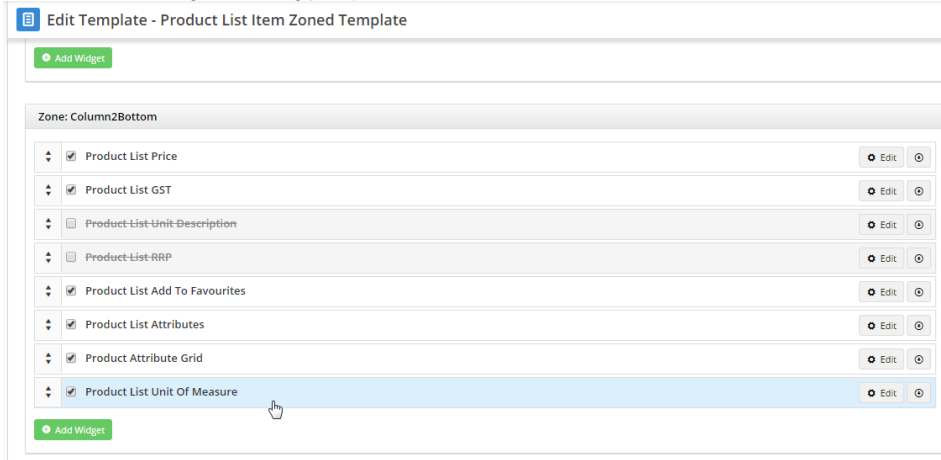 Edit Template - Product List Item Zoned Template
Add Widget
Zone: Column2Bottom
Product List Price Edit
Product List GST Edit
Product List Unit Description Edit
Product List RRP Edit
Product List Add To Favourites Edit
Product List Attributes Edit
Product Attribute Grid Edit
Product List Unit Of Measure Edit
Add Widget